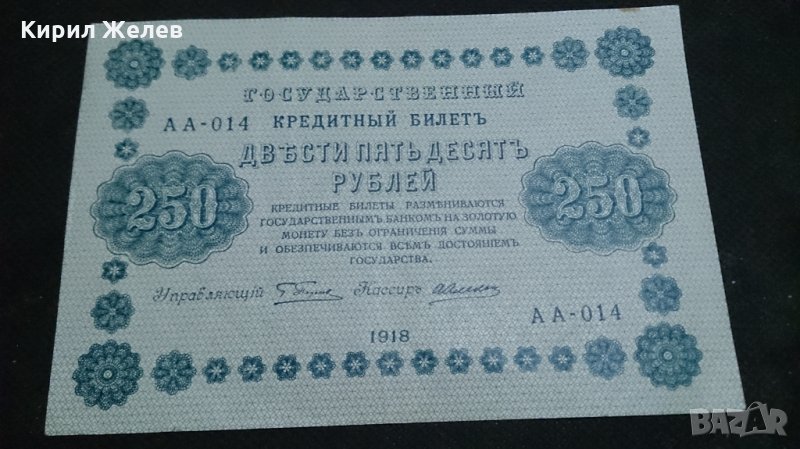 Кирил Желев
ГОСУДАРСТВЕННЫЙ
АА-014 КРЕДИТНЫЙ БИЛЕТЪ
ДВѢСТИ ПЯТЬДЕСЯТЪ
РУБЛЕЙ
250
250
КРЕДИТНЫЕ БИЛЕТЫ РАЗМѢНИВАЮТСЯ
ГОСУДАРСТВЕННЫМЪ БАНКОМЪ НА ЗОЛОТУЮ
МОНЕТУ БЕЗЪ ОГРАНИЧЕНІЯ СУММЫ
И ОБЕЗПЕЧИВАЮТСЯ ВСѢМЪ ДОСТОЯНІЕМЪ
ГОСУДАРСТВА.
Управляющій Кассиръ
АА-014
1918
BAZAR